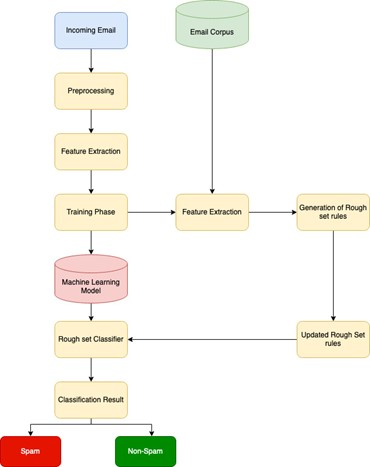 Incoming Email
Email Corpus
Preprocessing
Feature Extraction
Training Phase
Feature Extraction
Generation of Rough
set rules
Machine Learning
Model
Rough set Classifier
Updated Rough Set
rules
Classification Result
Spam
Non-Spam